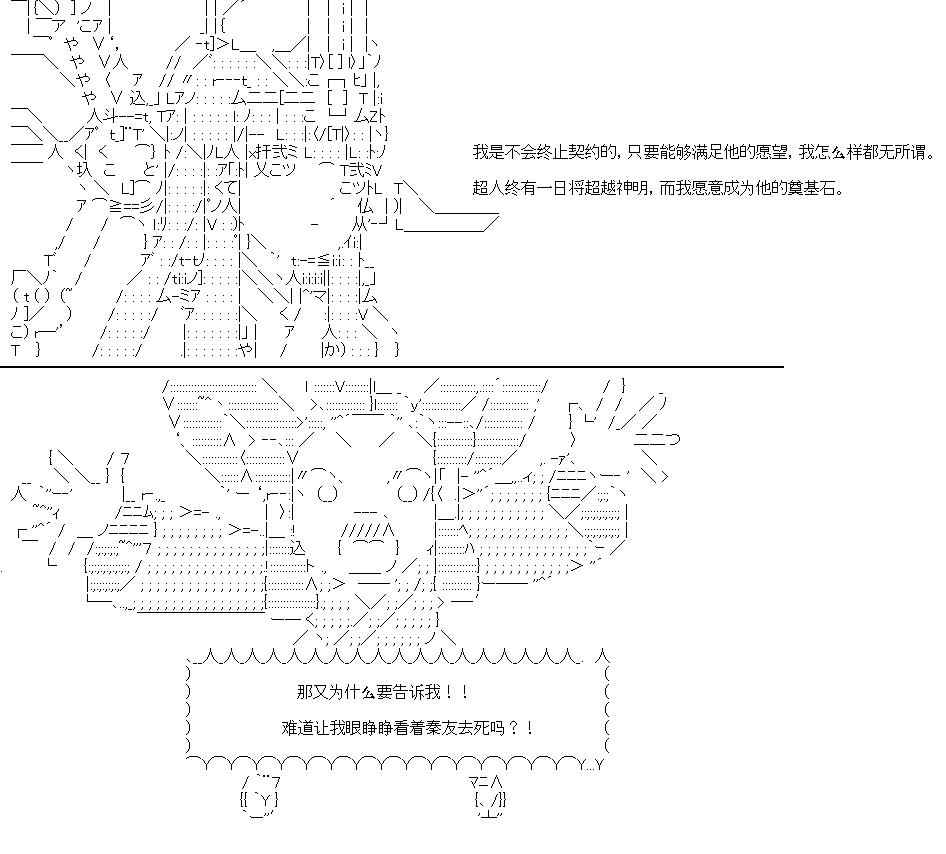 我是不会终止契约的, 只要能够满足他的愿望, 我怎么样都无所谓。
超人终有一日将超越神明, 而我愿意成为他的奠基石。
那又为什么要告诉我！！
难道让我眼睁睁看着秦友去死吗？！